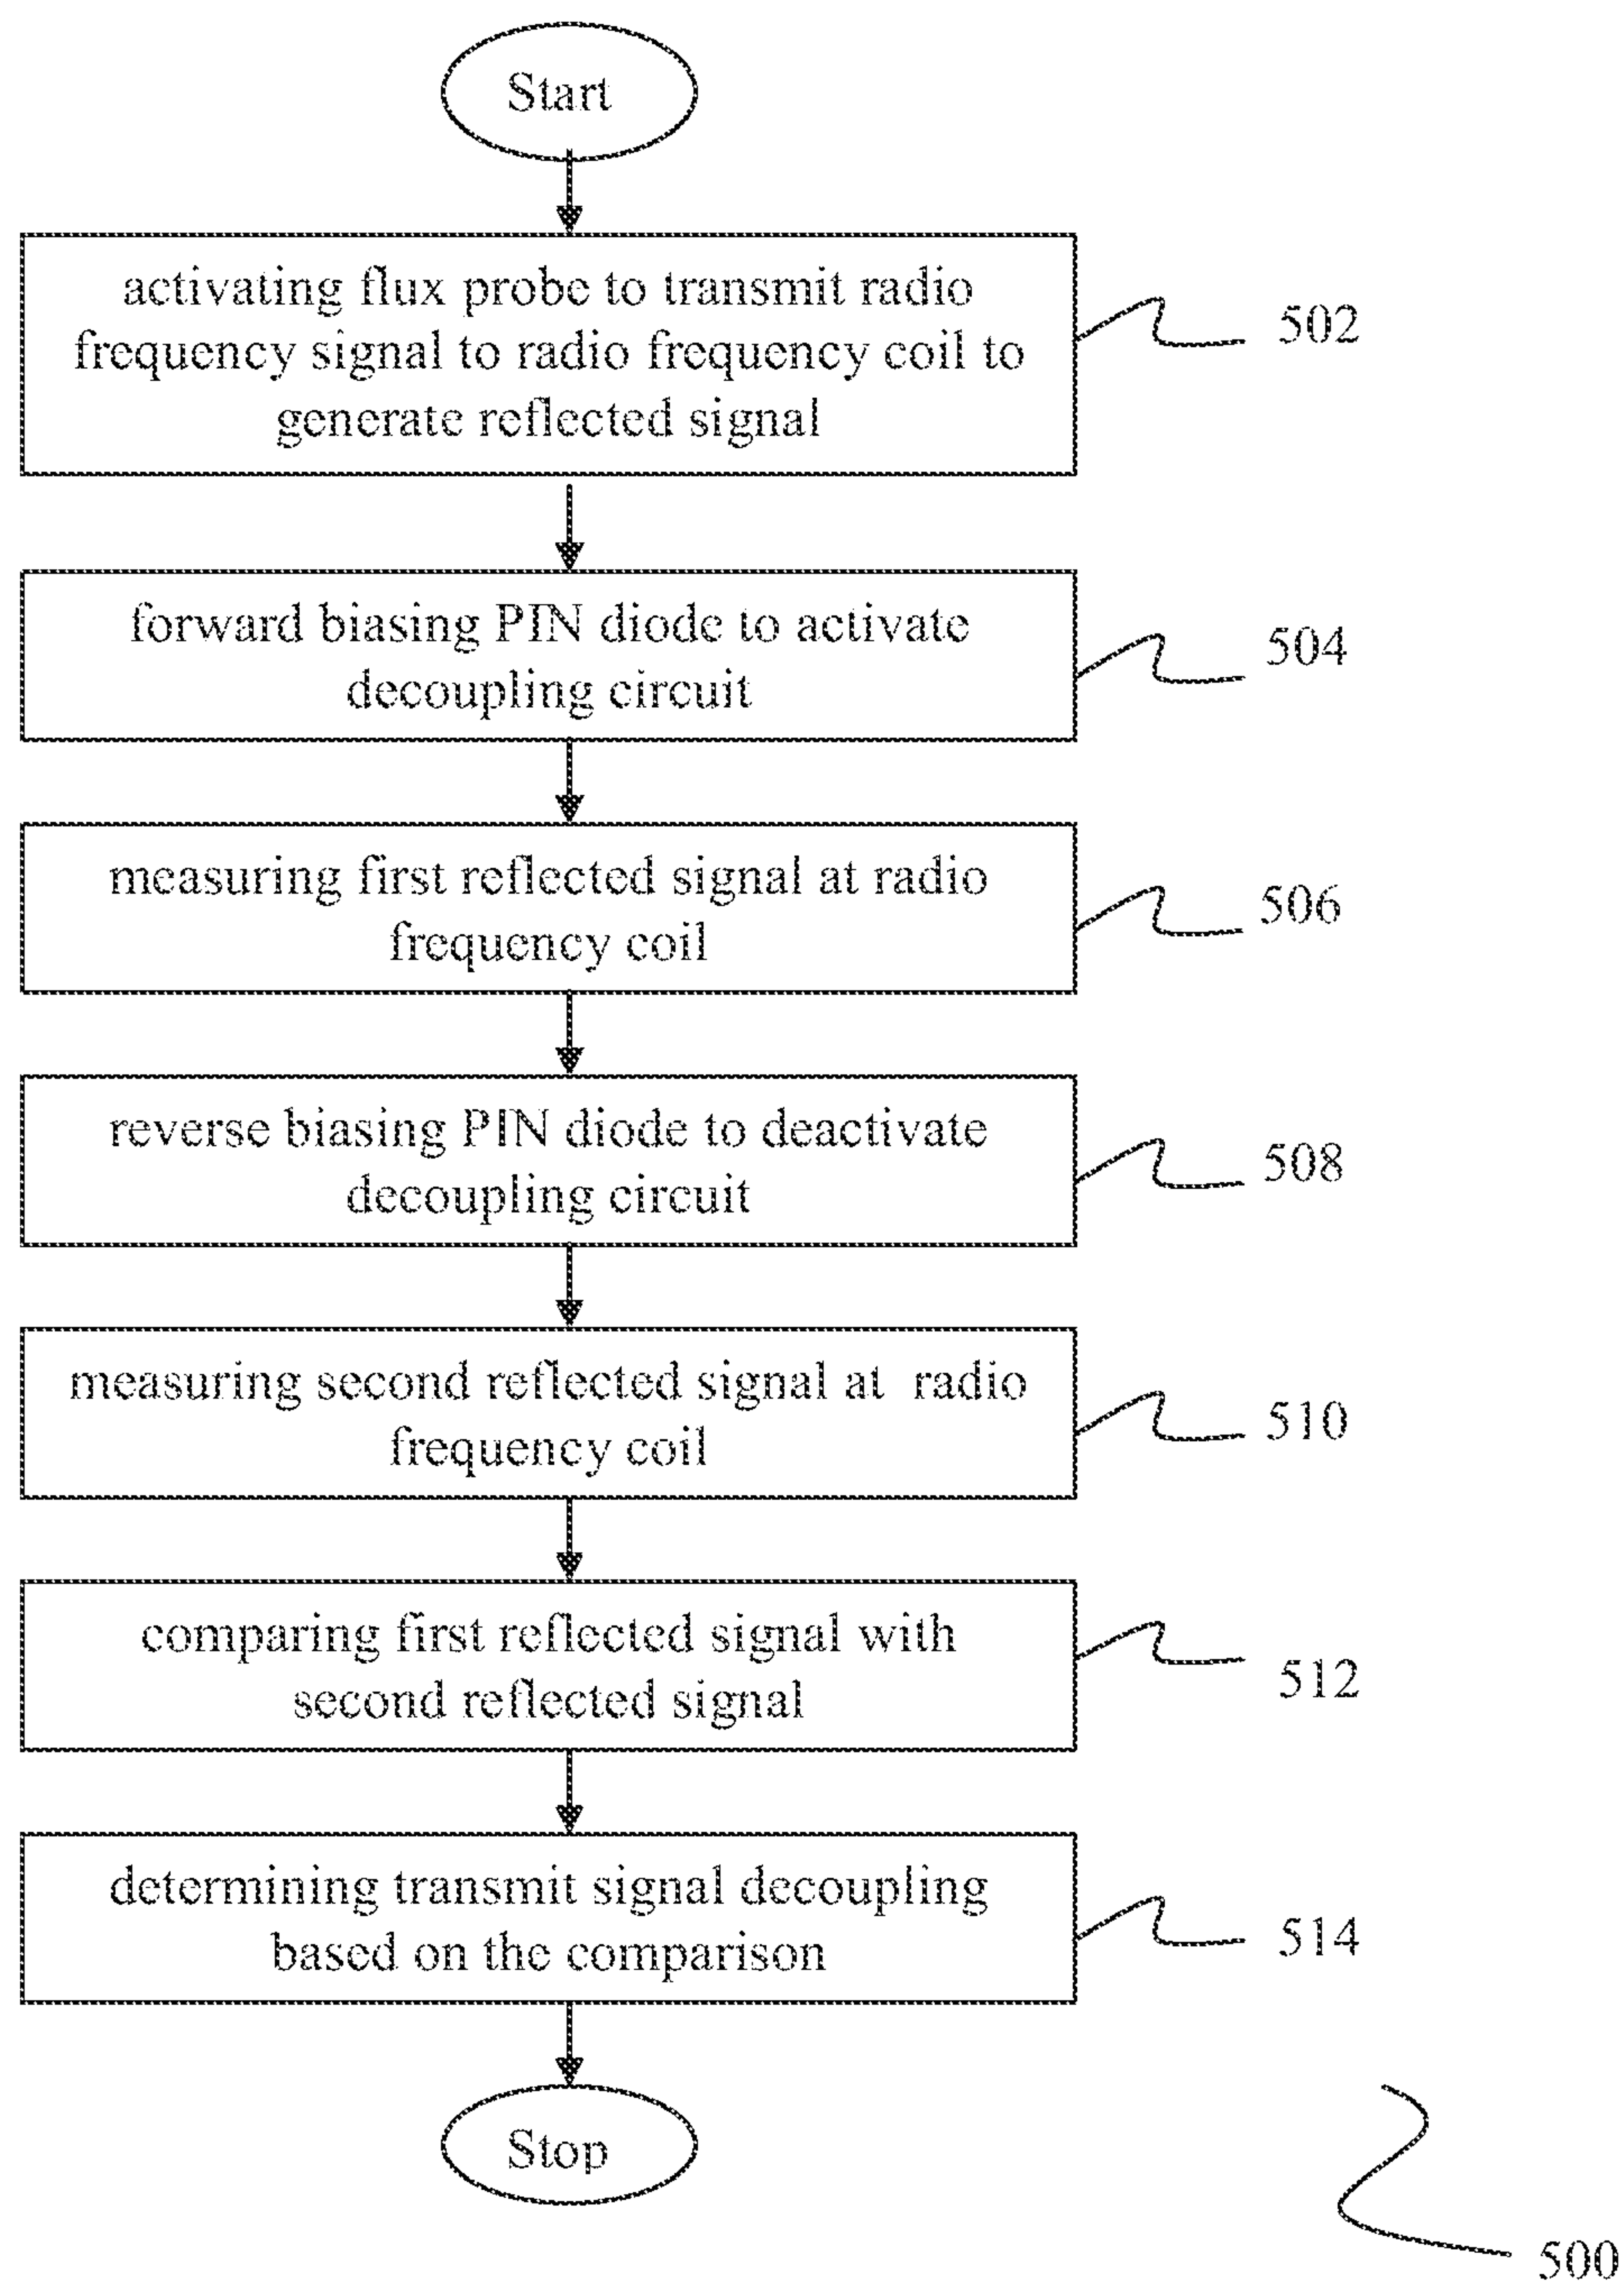 Start
activating flux probe to transmit radio
frequency signal to radio frequency coil to
generate reflected signal
502
forward biasing PIN diode to activate
decoupling circuit
504
measuring first reflected signal at radio
frequency coil
506
reverse biasing PIN diode to deactivate
decoupling circuit
508
measuring second reflected signal at radio
frequency coil
510
comparing first reflected signal with
second reflected signal
512
determining transmit signal decoupling
based on the comparison
514
Stop
500